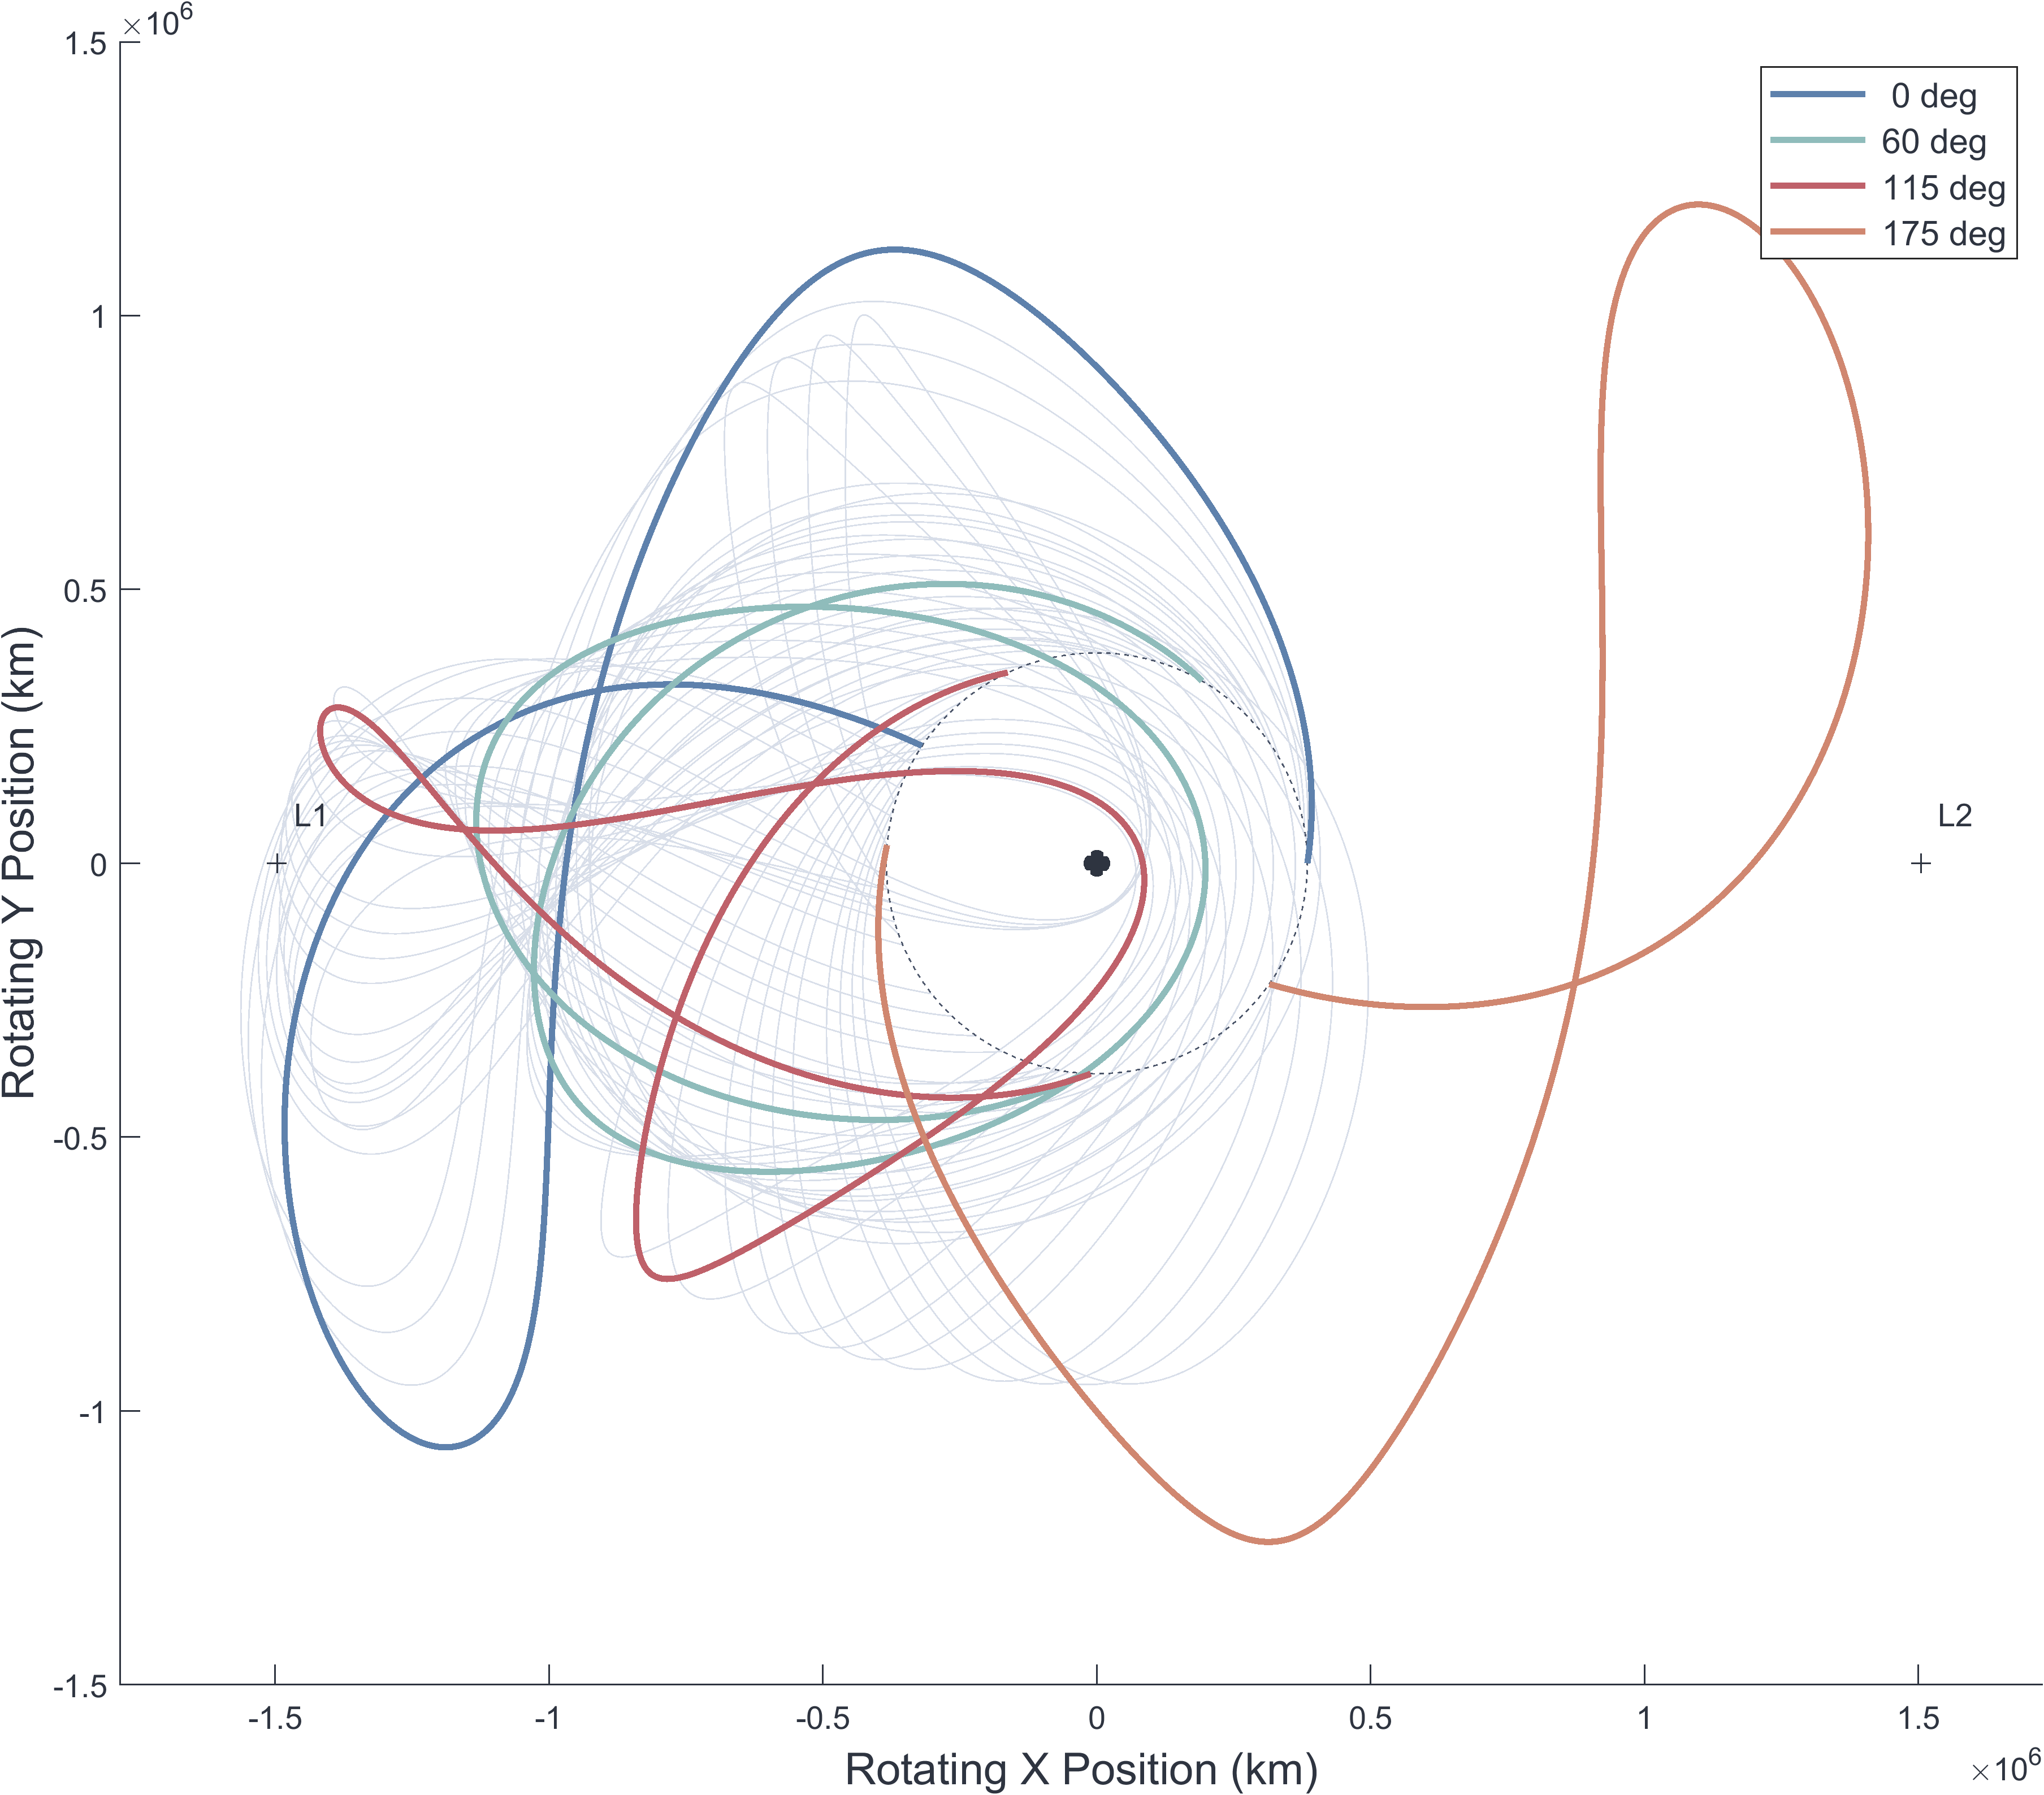 ×10⁶
1.5
1
0.5
0
-0.5
-1
-1.5
Rotating Y Position (km)
0 deg
60 deg
115 deg
175 deg
L1
L2
-1.5
-1
-0.5
0
0.5
1
1.5
Rotating X Position (km)
×10⁶